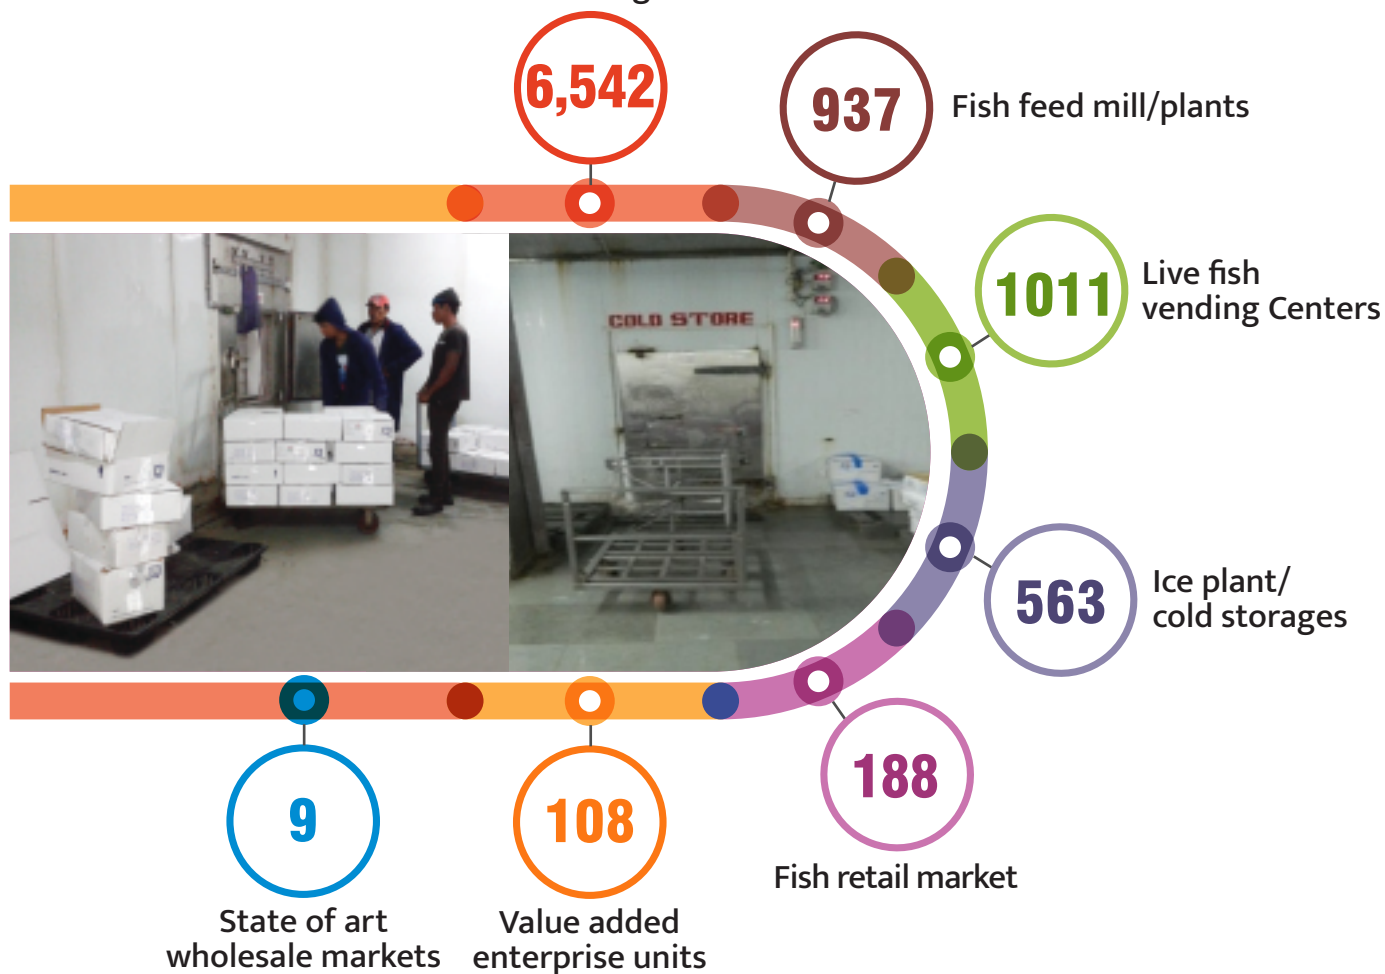 6,542
937
Fish feed mill/plants
1011
Live fish
vending Centers
COLD STORE
563
Ice plant/
cold storages
188
Fish retail market
108
Value added
enterprise units
9
State of art
wholesale markets